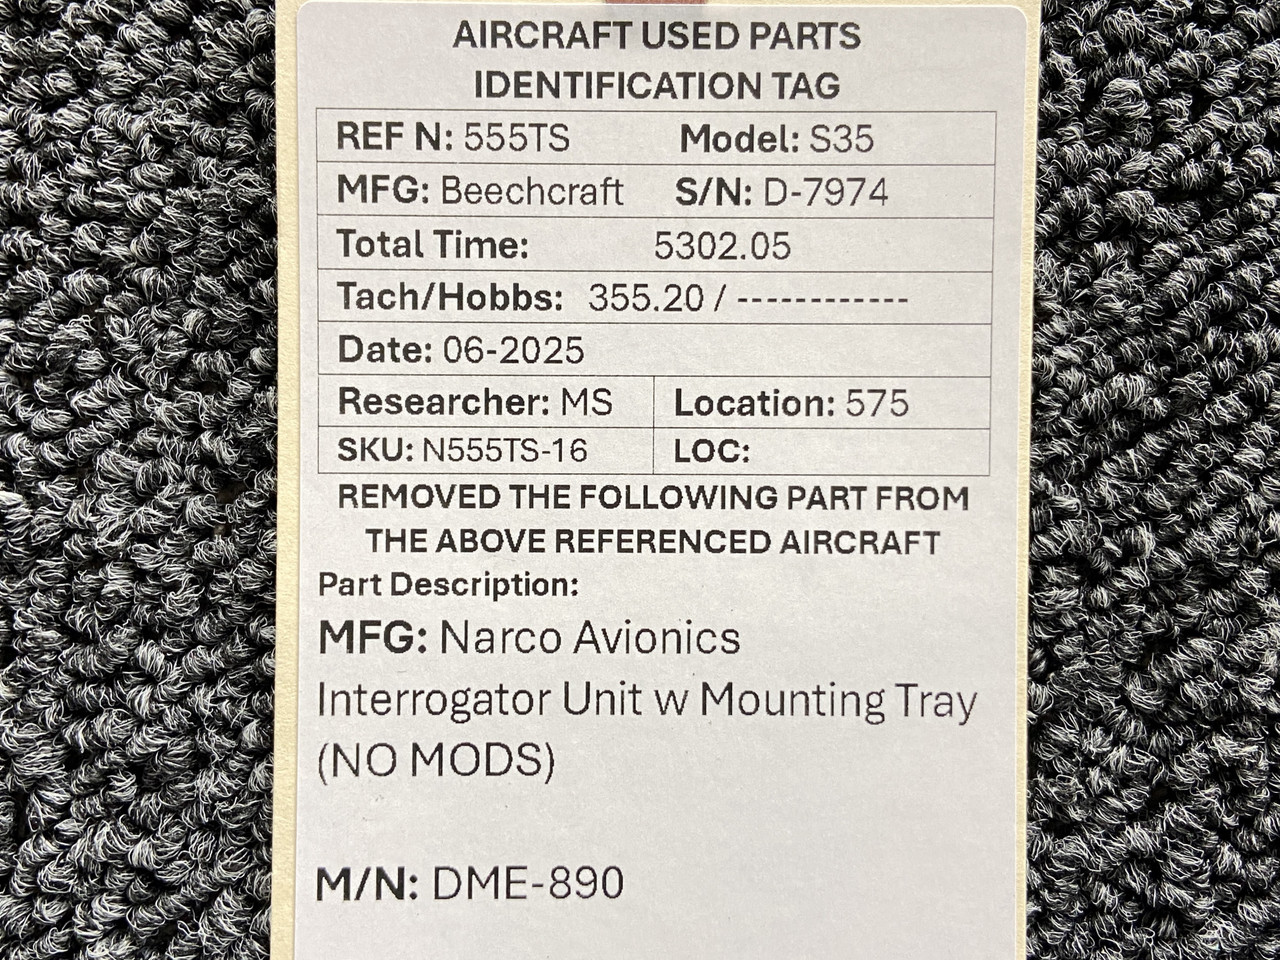 AIRCRAFT USED PARTS
IDENTIFICATION TAG
REF N: 555TS Model: S35
MFG: Beechcraft S/N: D-7974
Total Time: 5302.05
Tach/Hobbs: 355.20 / ------------
Date: 06-2025
Researcher: MS Location: 575
SKU: N555TS-16 LOC:
REMOVED THE FOLLOWING PART FROM
THE ABOVE REFERENCED AIRCRAFT
Part Description:
MFG: Narco Avionics
Interrogator Unit w Mounting Tray
(NO MODS)
M/N: DME-890